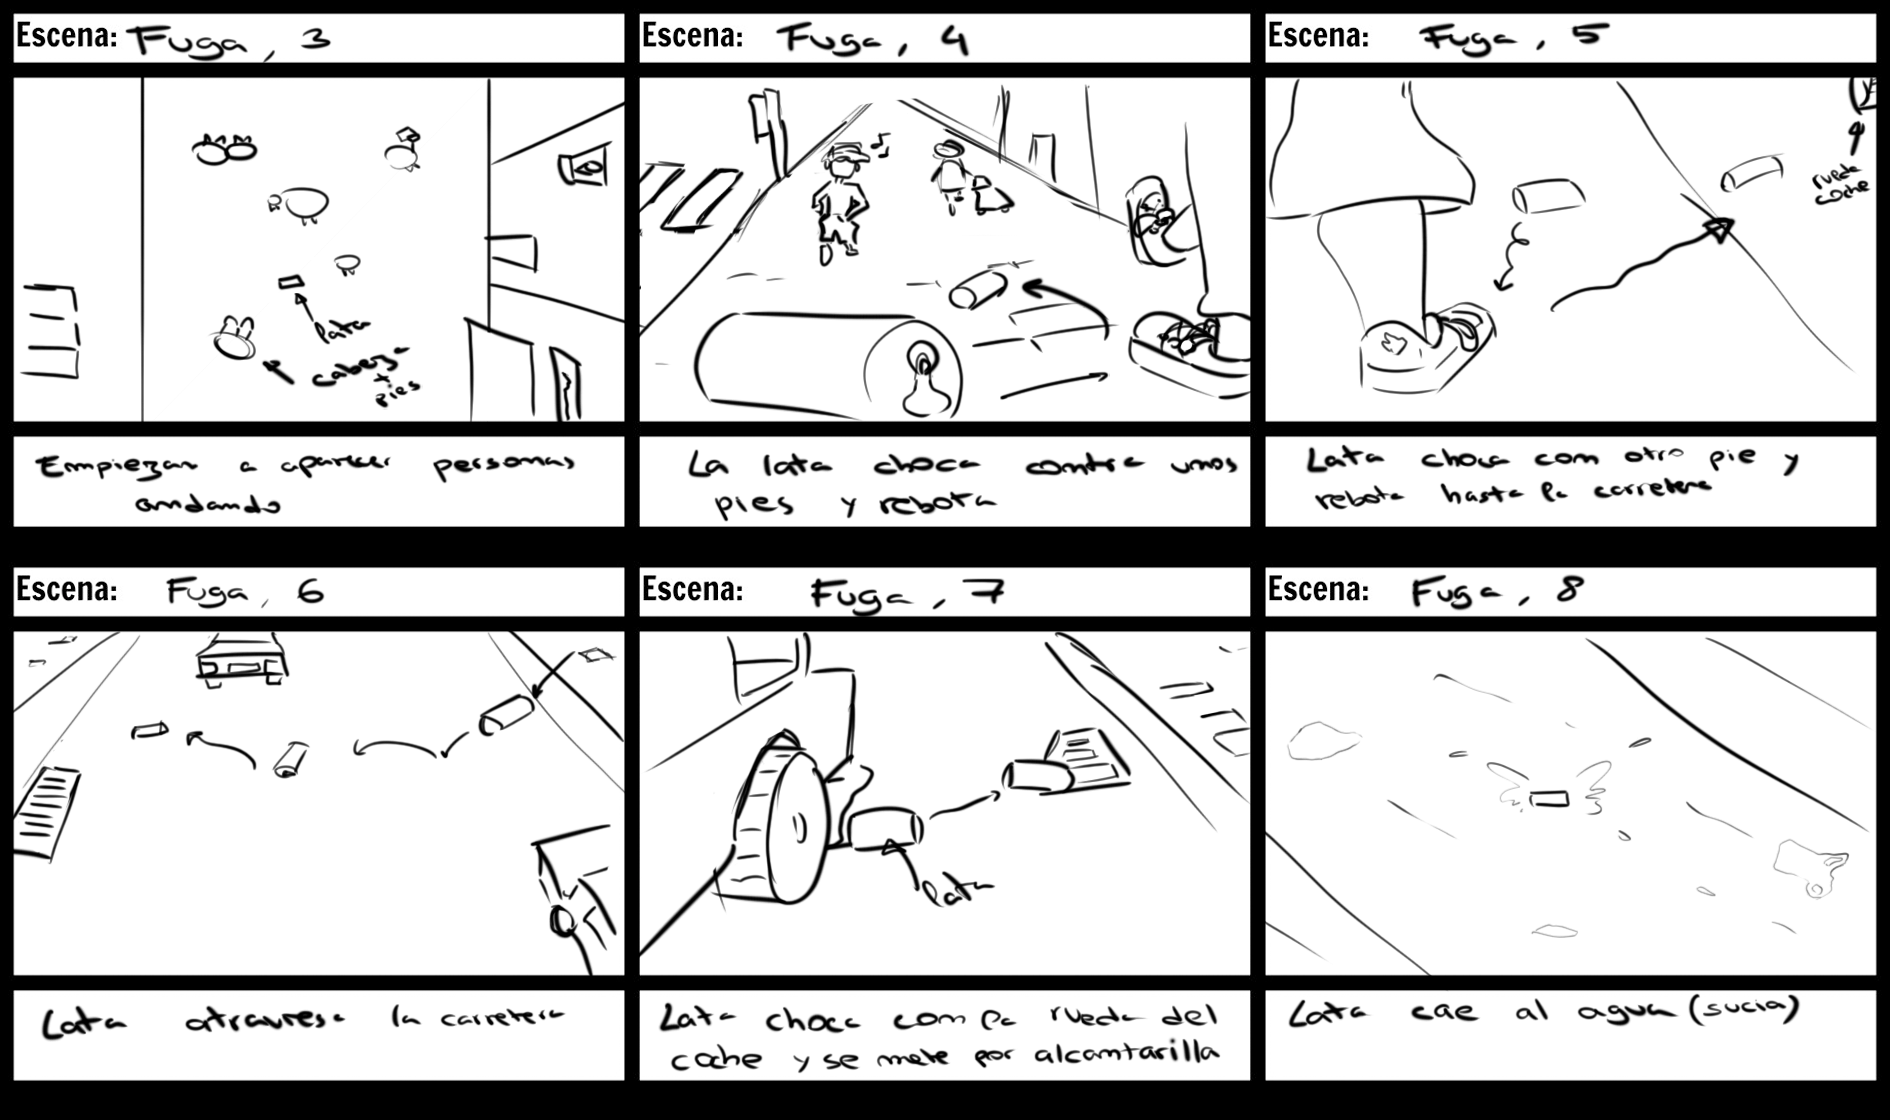 Escena: Fuga, 3
lata
cabeza
+
pies
Empiezan a aparecer personas
andando
Escena: Fuga, 4
La lata choca contra unos
pies y rebota
Escena: Fuga, 5
rueda
coche
Lata choca con otro pie y
rebota hasta la carretera
Escena: Fuga, 6
Lata atraviesa la carretera
Escena: Fuga, 7
lata
Lata choca con la rueda del
coche y se mete por alcantarilla
Escena: Fuga, 8
Lata cae al agua (sucia)